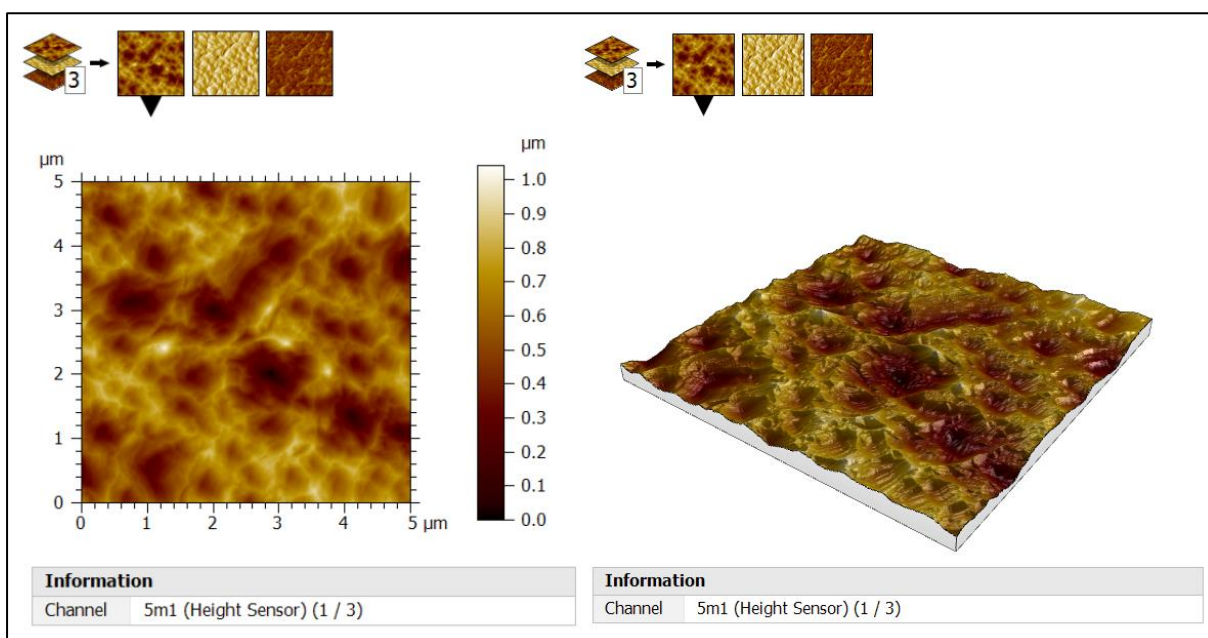 3
3
µm
µm
5
4
3
2
1
0
0 1 2 3 4 5 µm
1.0
0.9
0.8
0.7
0.6
0.5
0.4
0.3
0.2
0.1
0.0
Information
Channel 5m1 (Height Sensor) (1 / 3)
Information
Channel 5m1 (Height Sensor) (1 / 3)